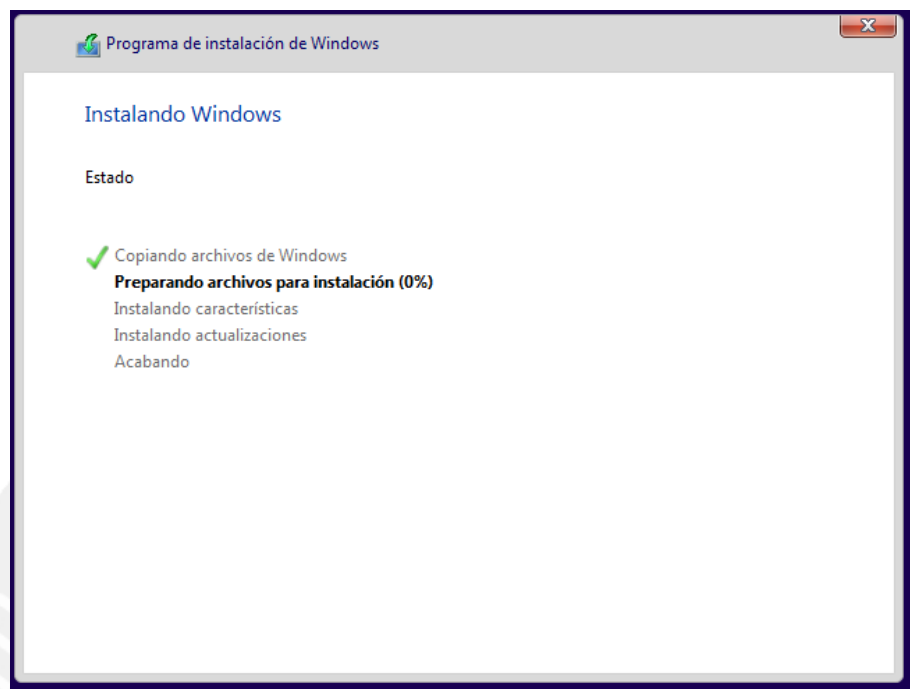 Programa de instalación de Windows
Instalando Windows
Estado
Copiando archivos de Windows
Preparando archivos para instalación (0%)
Instalando características
Instalando actualizaciones
Acabando